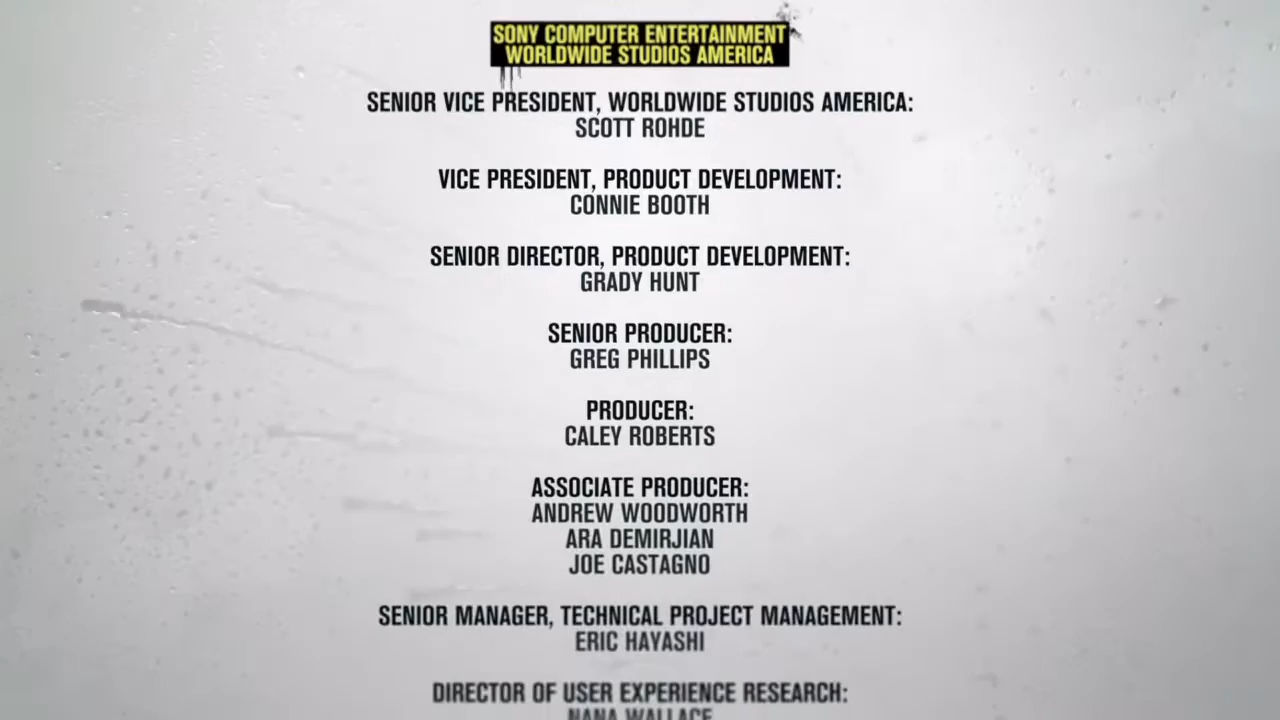 SONY COMPUTER ENTERTAINMENT
WORLDWIDE STUDIOS AMERICA
SENIOR VICE PRESIDENT, WORLDWIDE STUDIOS AMERICA:
SCOTT ROHDE
VICE PRESIDENT, PRODUCT DEVELOPMENT:
CONNIE BOOTH
SENIOR DIRECTOR, PRODUCT DEVELOPMENT:
GRADY HUNT
SENIOR PRODUCER:
GREG PHILLIPS
PRODUCER:
CALEY ROBERTS
ASSOCIATE PRODUCER:
ANDREW WOODWORTH
ARA DEMIRJIAN
JOE CASTAGNO
SENIOR MANAGER, TECHNICAL PROJECT MANAGEMENT:
ERIC HAYASHI
DIRECTOR OF USER EXPERIENCE RESEARCH:
NANA WALLACE